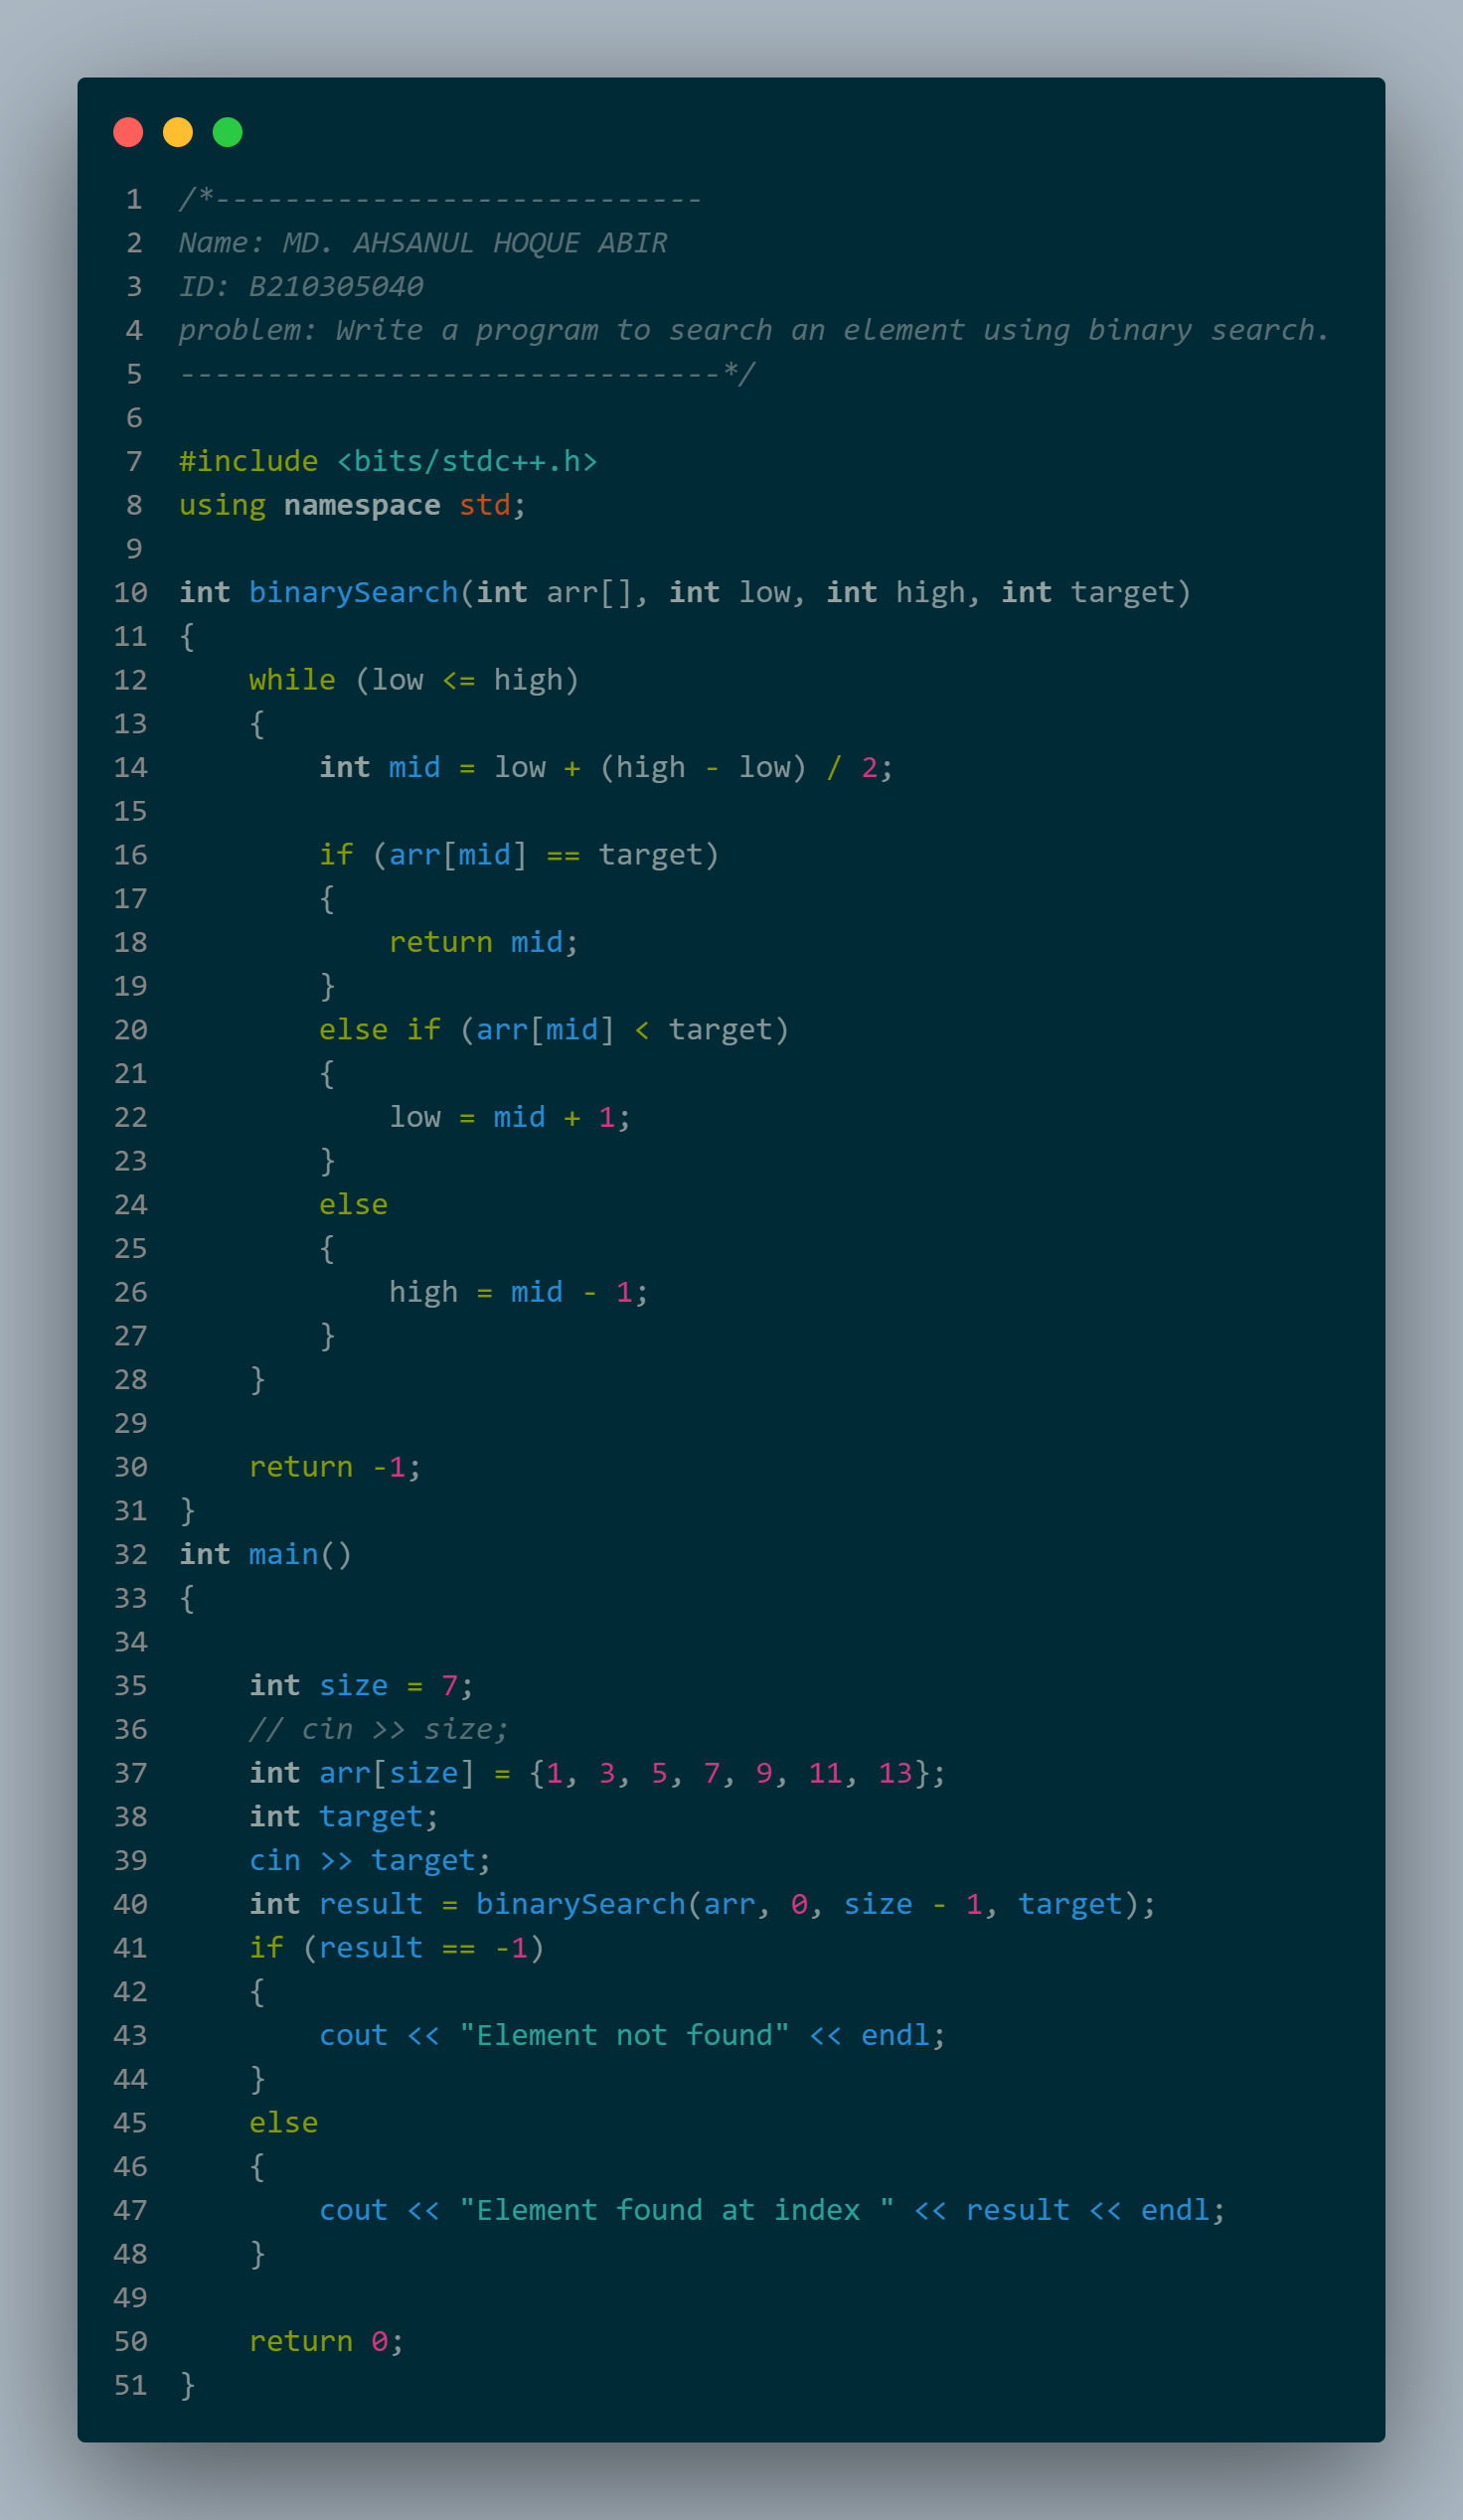 1 /*----------------------------
2 Name: MD. AHSANUL HOQUE ABIR
3 ID: B210305040
4 problem: Write a program to search an element using binary search.
5 -------------------------------*/
6
7 #include <bits/stdc++.h>
8 using namespace std;
9
10 int binarySearch(int arr[], int low, int high, int target)
11 {
12     while (low <= high)
13     {
14         int mid = low + (high - low) / 2;
15
16         if (arr[mid] == target)
17         {
18             return mid;
19         }
20         else if (arr[mid] < target)
21         {
22             low = mid + 1;
23         }
24         else
25         {
26             high = mid - 1;
27         }
28     }
29
30     return -1;
31 }
32 int main()
33 {
34
35     int size = 7;
36     // cin >> size;
37     int arr[size] = {1, 3, 5, 7, 9, 11, 13};
38     int target;
39     cin >> target;
40     int result = binarySearch(arr, 0, size - 1, target);
41     if (result == -1)
42     {
43         cout << "Element not found" << endl;
44     }
45     else
46     {
47         cout << "Element found at index " << result << endl;
48     }
49
50     return 0;
51 }